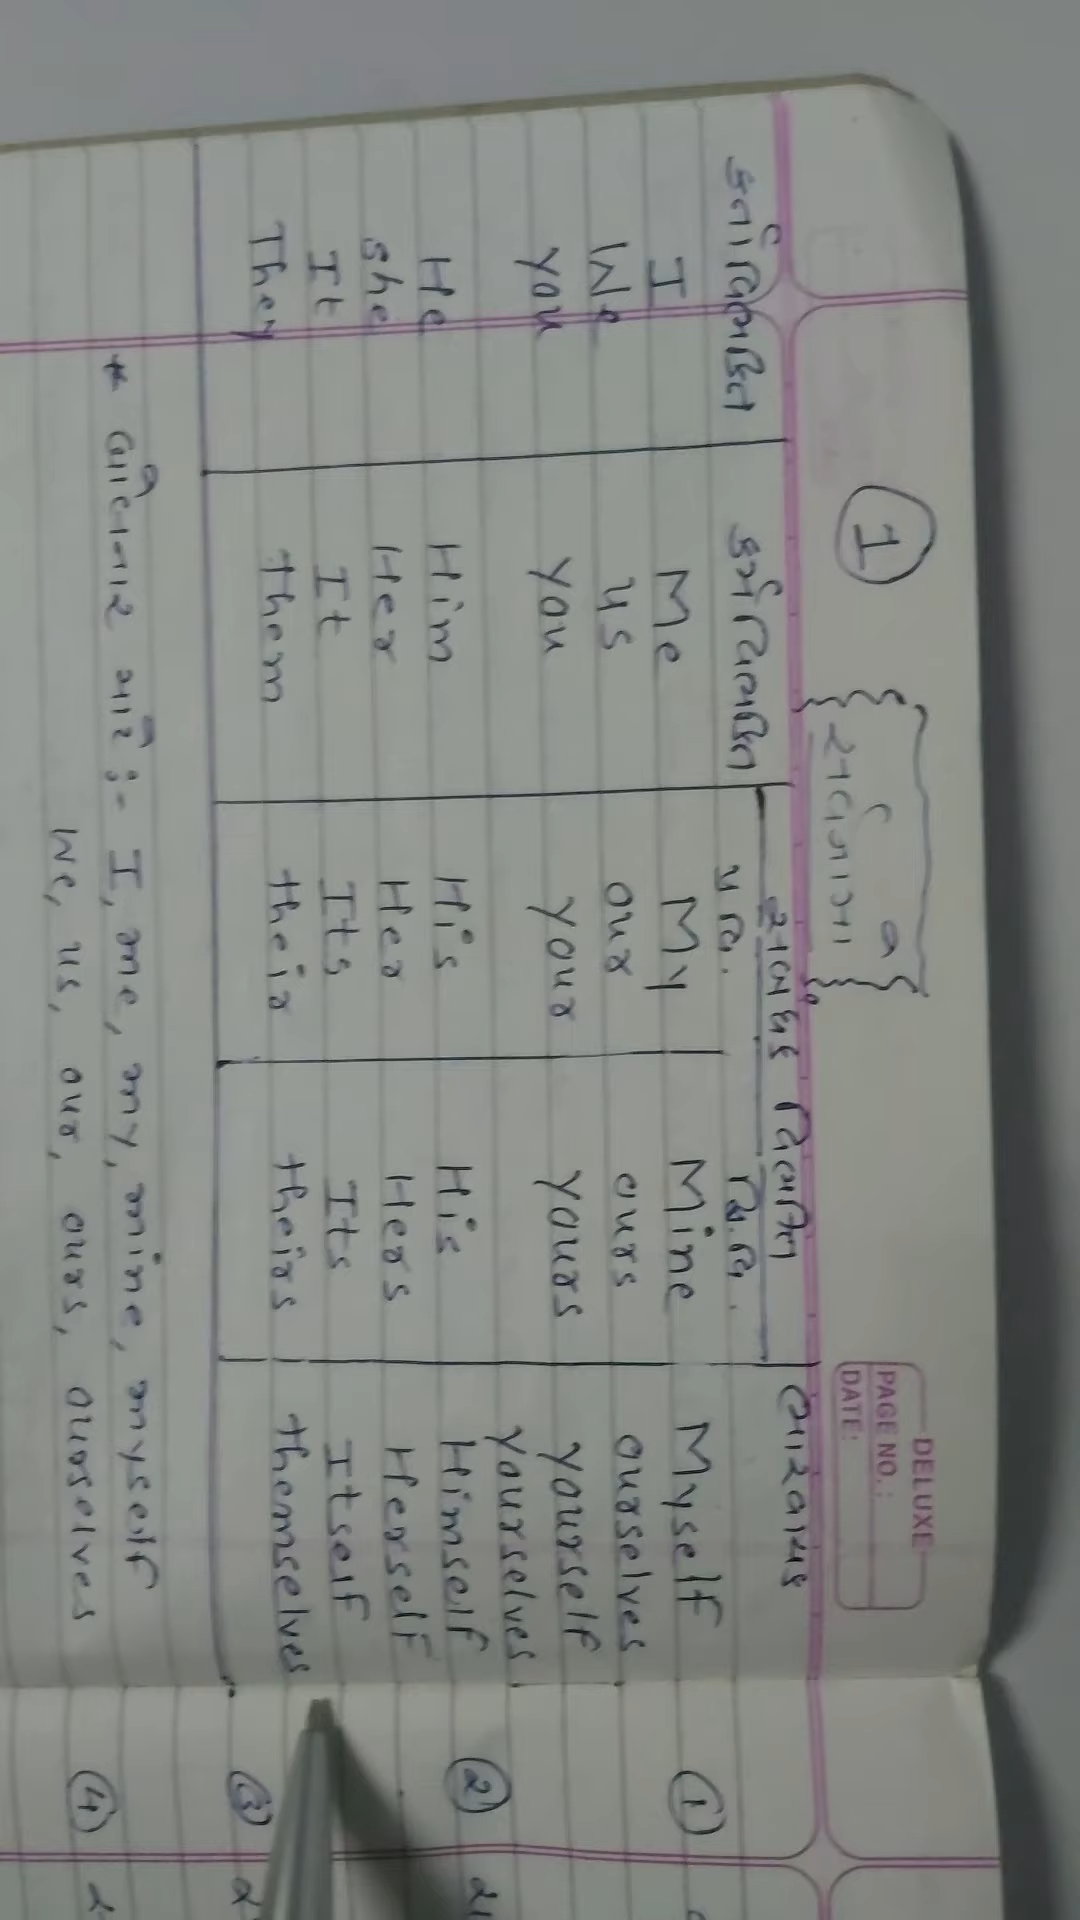 DELUXE
PAGE NO.:
DATE:
1 { સર્વનામ }
કર્તા વિભક્તિ કર્મ વિભક્તિ સંબંધક વિભક્તિ સ્વવાચક
પ્ર.વિ. દ્વિ.વિ.
I Me My Mine Myself
We us our ours ourselves
you you your yours yourself
yourselves
He Him His His Himself
she Her Her Hers Herself
It It Its Its Itself
They them their theirs themselves
* બોલનાર માટે :- I, me, my, mine, myself
We, us, our, ours, ourselves
1
2
3
4